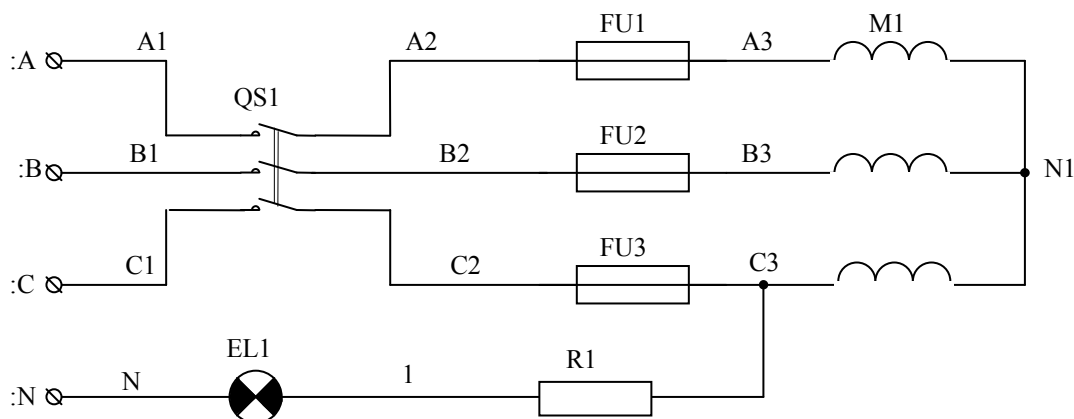 A1 A2 FU1 A3 M1
:A
QS1
B1 B2 FU2 B3
:B N1
C1 C2 FU3 C3
:C
EL1
N 1 R1
:N